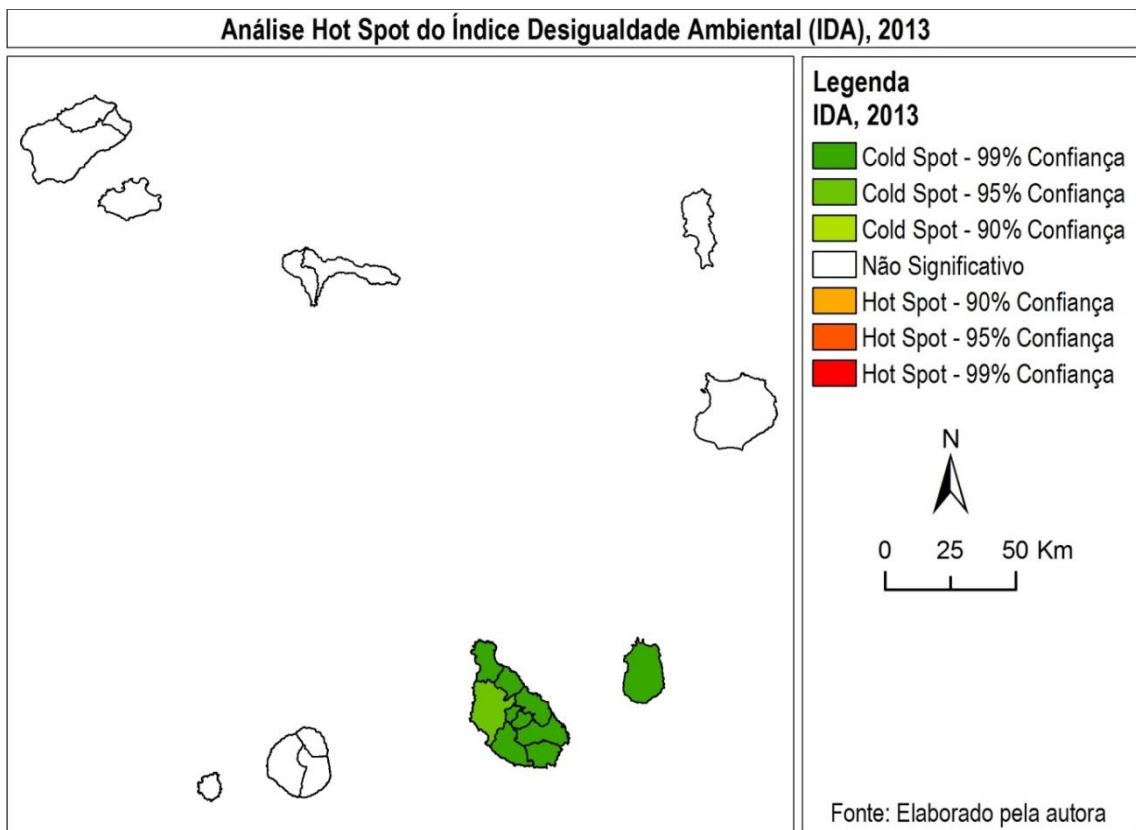 Análise Hot Spot do Índice Desigualdade Ambiental (IDA), 2013
Legenda
IDA, 2013
Cold Spot - 99% Confiança
Cold Spot - 95% Confiança
Cold Spot - 90% Confiança
Não Significativo
Hot Spot - 90% Confiança
Hot Spot - 95% Confiança
Hot Spot - 99% Confiança
N
0 25 50 Km
Fonte: Elaborado pela autora